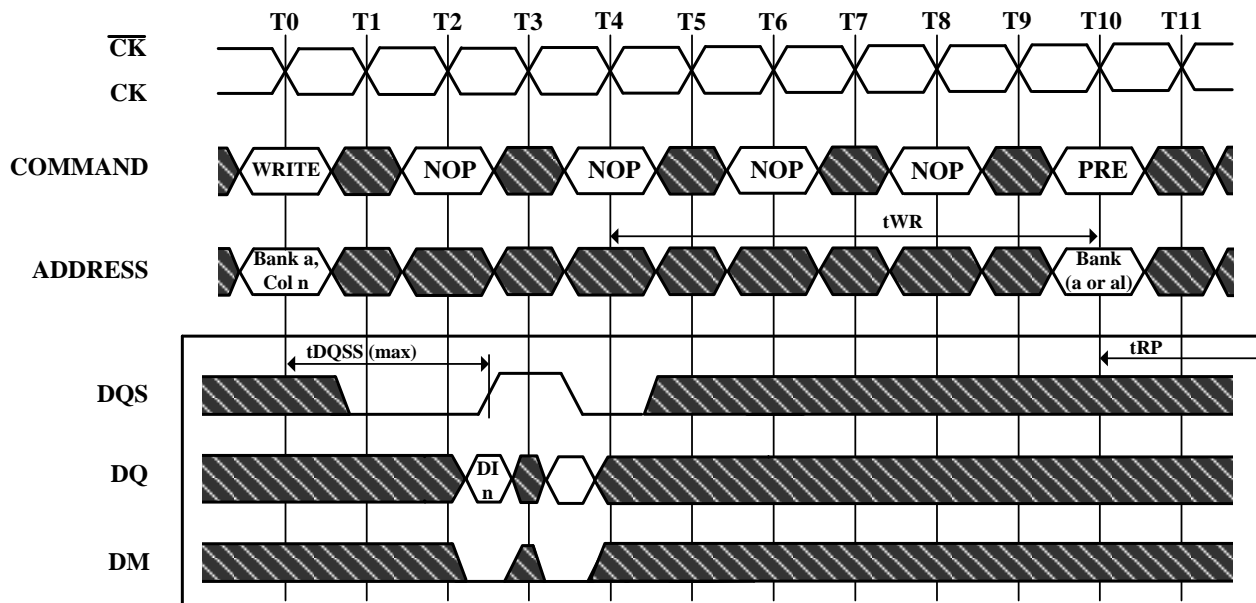 T0 T1 T2 T3 T4 T5 T6 T7 T8 T9 T10 T11
CK
CK
COMMAND WRITE NOP NOP NOP NOP PRE
tWR
ADDRESS Bank a, Col n Bank (a or al)
tDQSS (max) tRP
DQS
DQ DI n
DM